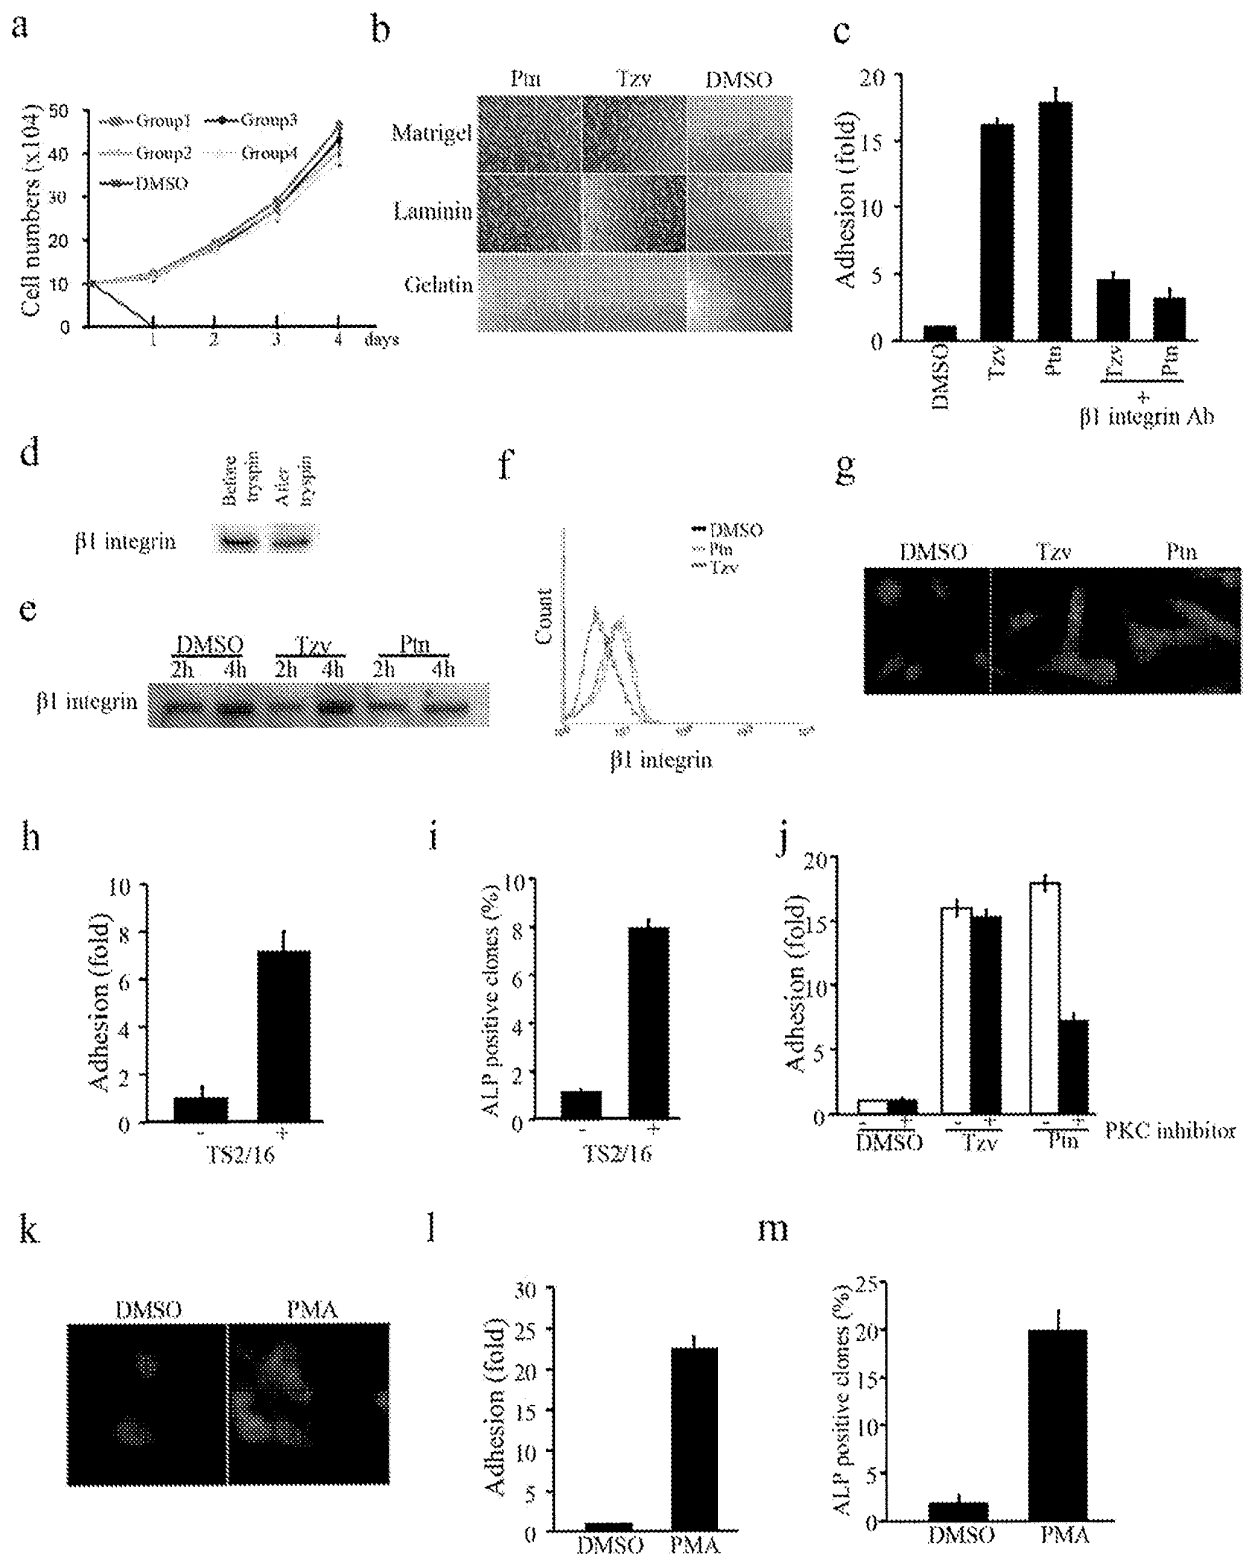 a
Cell numbers (x104)
50
40
30
20
10
0
1
2
3
4
days
Group1
Group3
Group2
Group4
DMSO
b
Ptn
Tzv
DMSO
Matrigel
Laminin
Gelatin
c
Adhesion (fold)
20
15
10
5
0
DMSO
Tzv
Ptn
Tzv
Ptn
+
β1 integrin Ab
d
Before tryspin
After tryspin
β1 integrin
e
DMSO
Tzv
Ptn
2h
4h
2h
4h
2h
4h
β1 integrin
f
Count
DMSO
Ptn
Tzv
β1 integrin
g
DMSO
Tzv
Ptn
h
Adhesion (fold)
10
8
6
4
2
0
-
+
TS2/16
i
ALP positive clones (%)
10
8
6
4
2
0
-
+
TS2/16
j
Adhesion (fold)
20
15
10
5
0
-
+
-
+
-
+
PKC inhibitor
DMSO
Tzv
Ptn
k
DMSO
PMA
l
Adhesion (fold)
30
25
20
15
10
5
0
DMSO
PMA
m
ALP positive clones (%)
25
20
15
10
5
0
DMSO
PMA